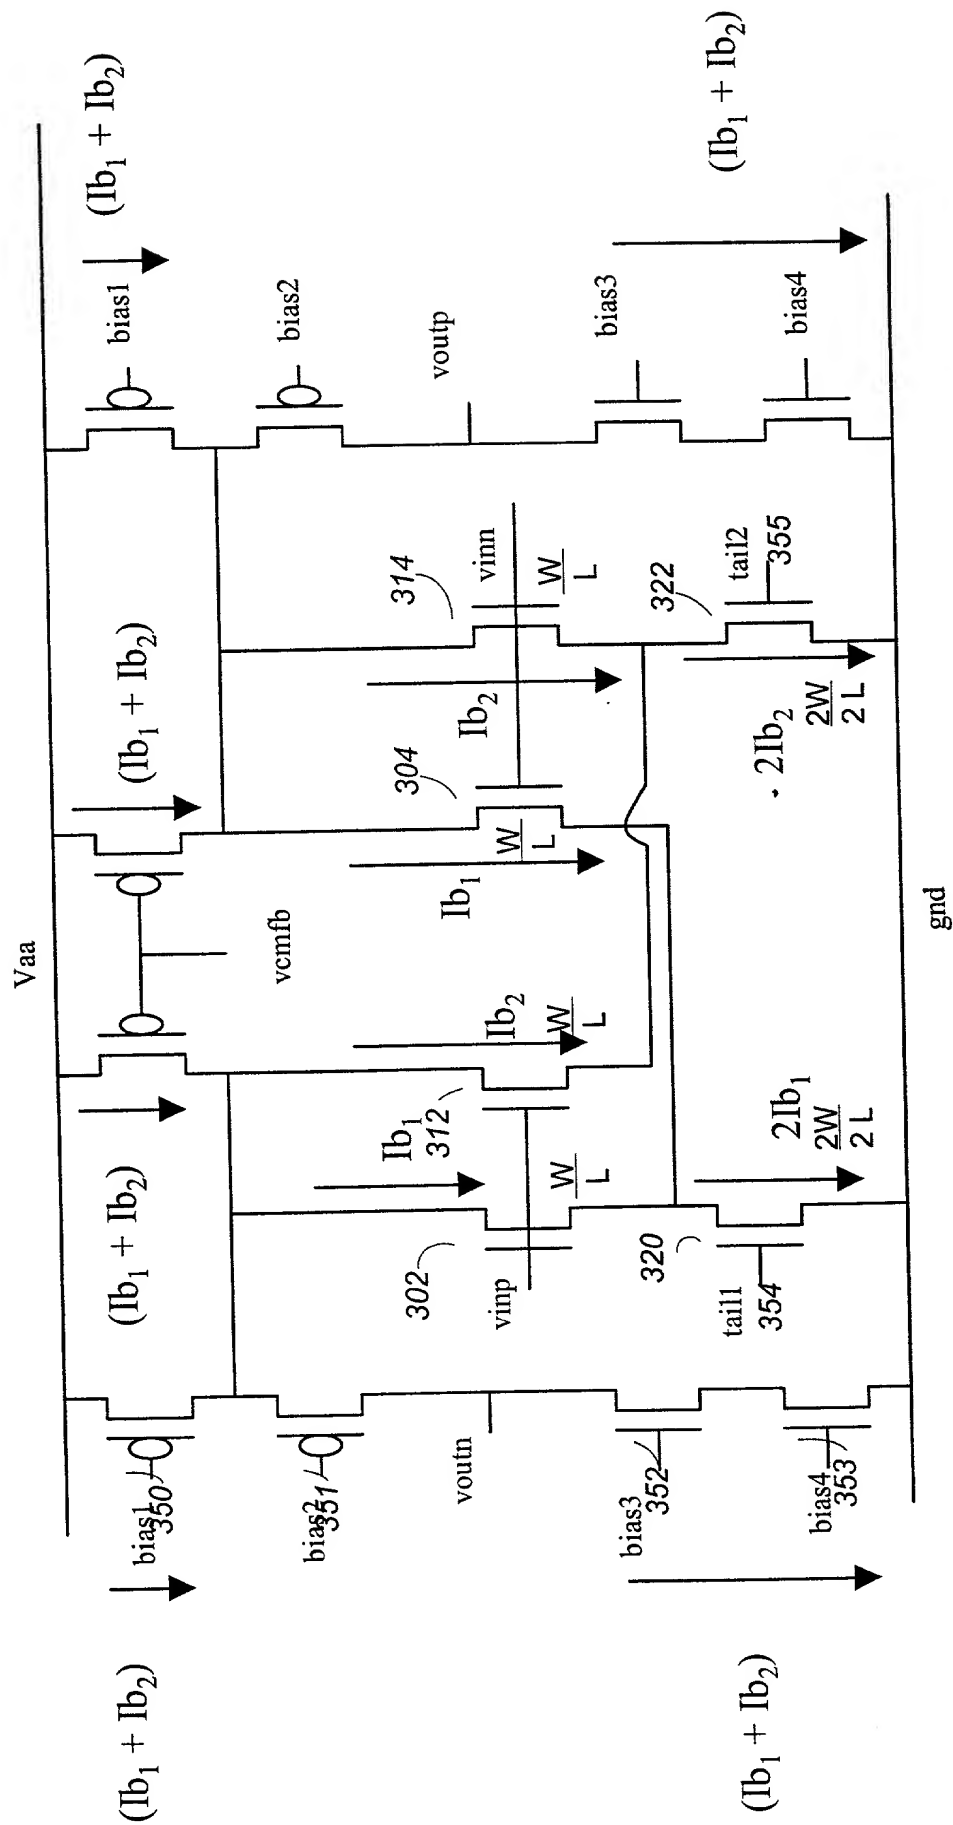 Vaa
(Ib₁ + Ib₂)
(Ib₁ + Ib₂)
(Ib₁ + Ib₂)
(Ib₁ + Ib₂)
bias1
350
bias1
vcmfb
bias2
351
bias2
voutn
voutp
302
vinp
Ib₁
312
W
L
Ib₂
W
L
Ib₁
304
W
L
Ib₂
314
vinn
W
L
bias3
352
bias3
bias4
353
bias4
tail1
354
320
2Ib₁
2W
2 L
2Ib₂
2W
2 L
322
tail2
355
(Ib₁ + Ib₂)
(Ib₁ + Ib₂)
gnd